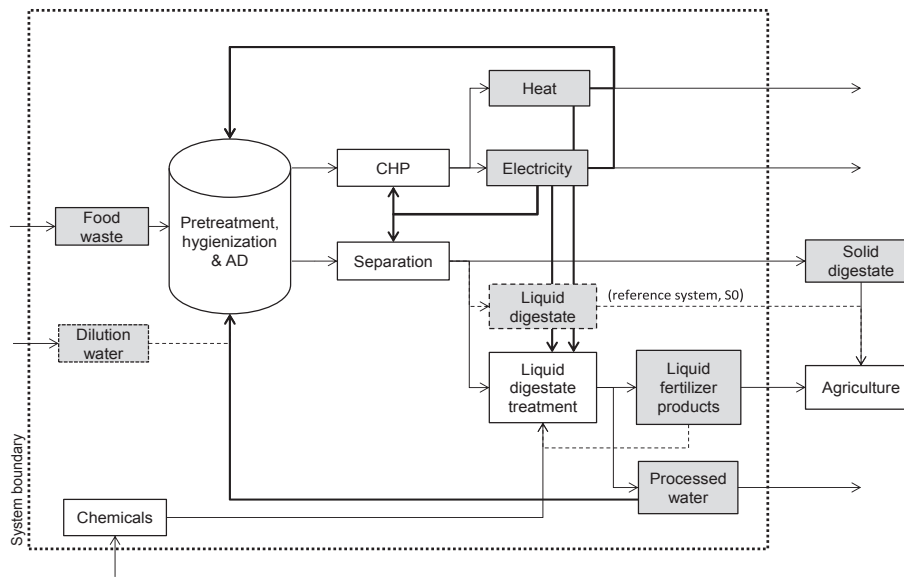 Heat
CHP
Electricity
Food
waste
Pretreatment,
hygienization
& AD
Separation
Solid
digestate
Liquid
digestate
(reference system, S0)
Dilution
water
Liquid
digestate
treatment
Liquid
fertilizer
products
Agriculture
Processed
water
Chemicals
System boundary